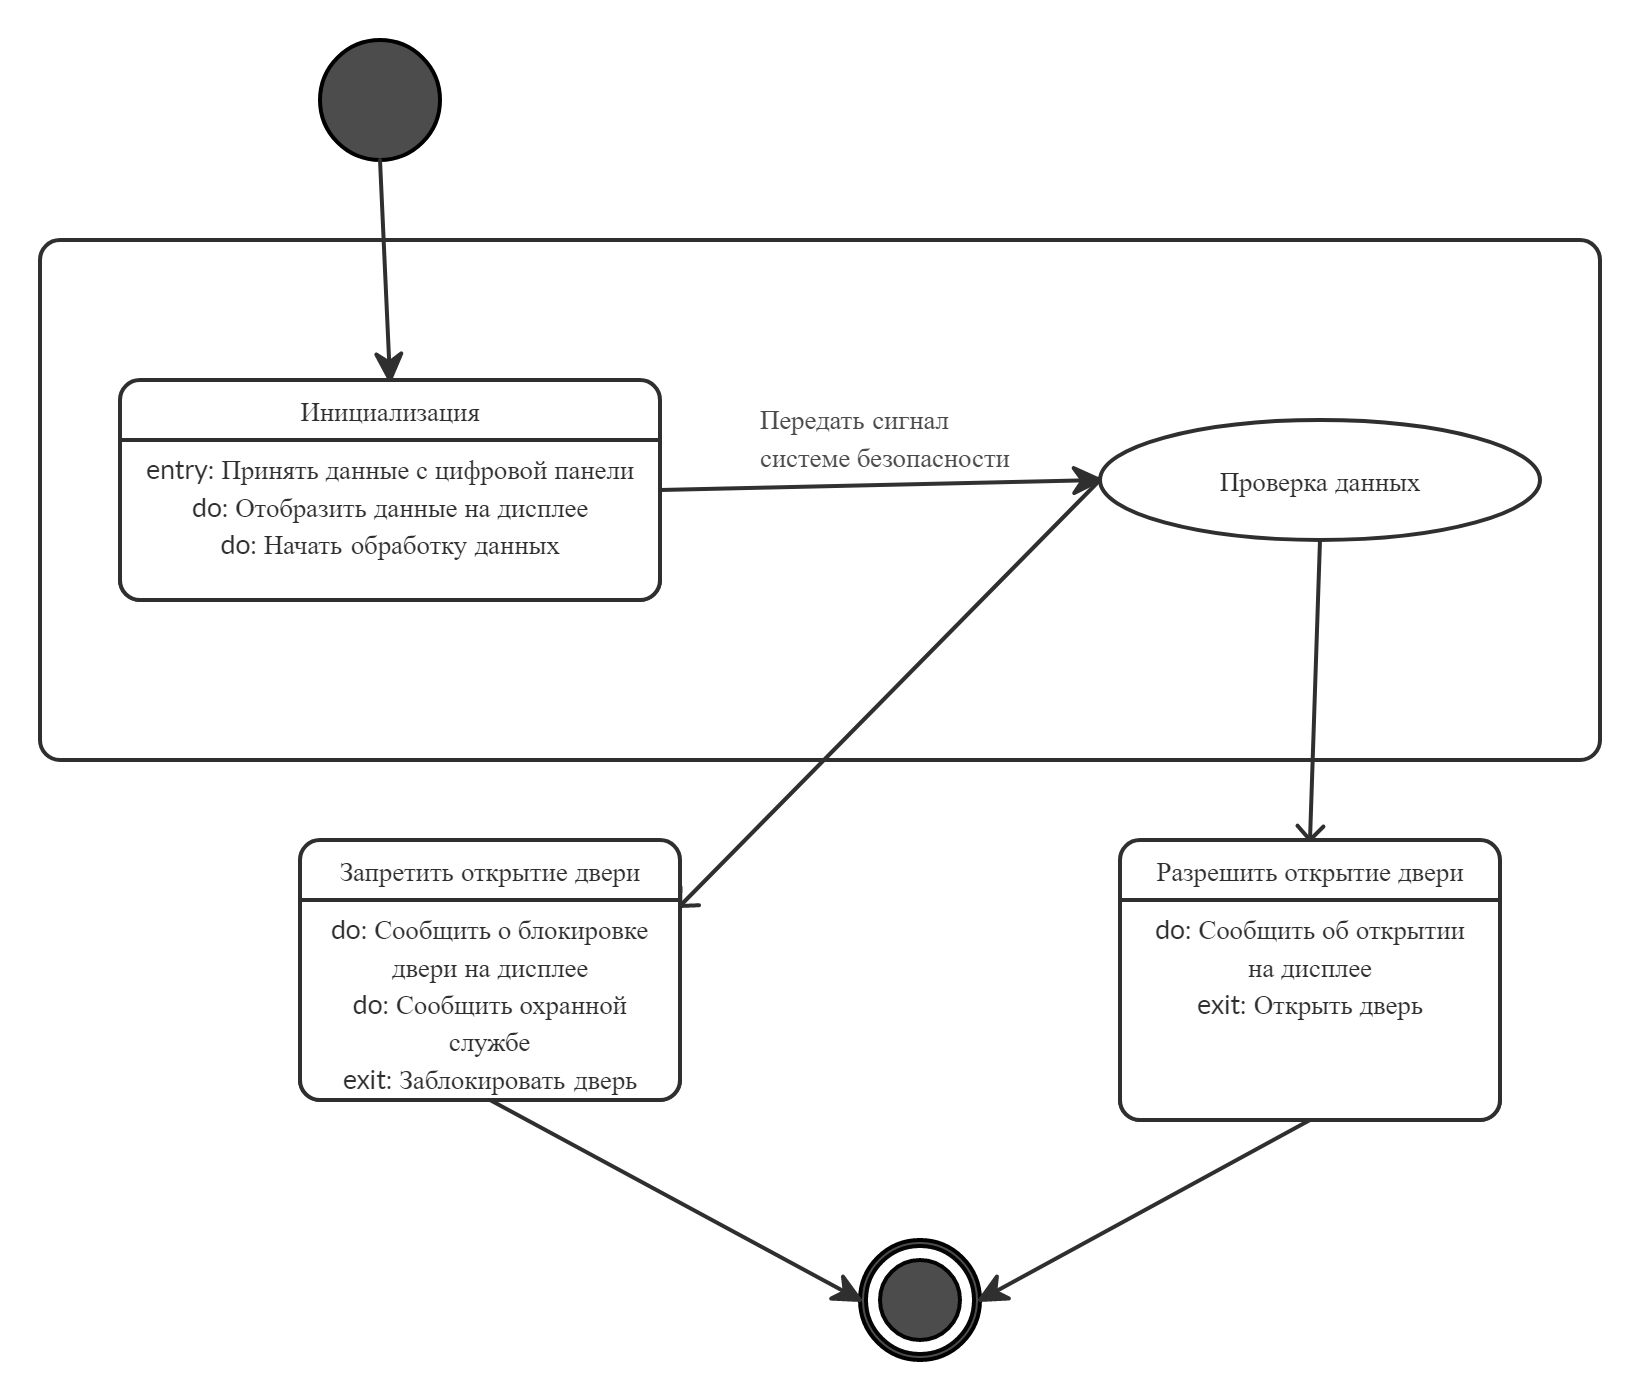 Инициализация
entry: Принять данные с цифровой панели
do: Отобразить данные на дисплее
do: Начать обработку данных
Передать сигнал
системе безопасности
Проверка данных
Запретить открытие двери
do: Сообщить о блокировке
двери на дисплее
do: Сообщить охранной
службе
exit: Заблокировать дверь
Разрешить открытие двери
do: Сообщить об открытии
на дисплее
exit: Открыть дверь